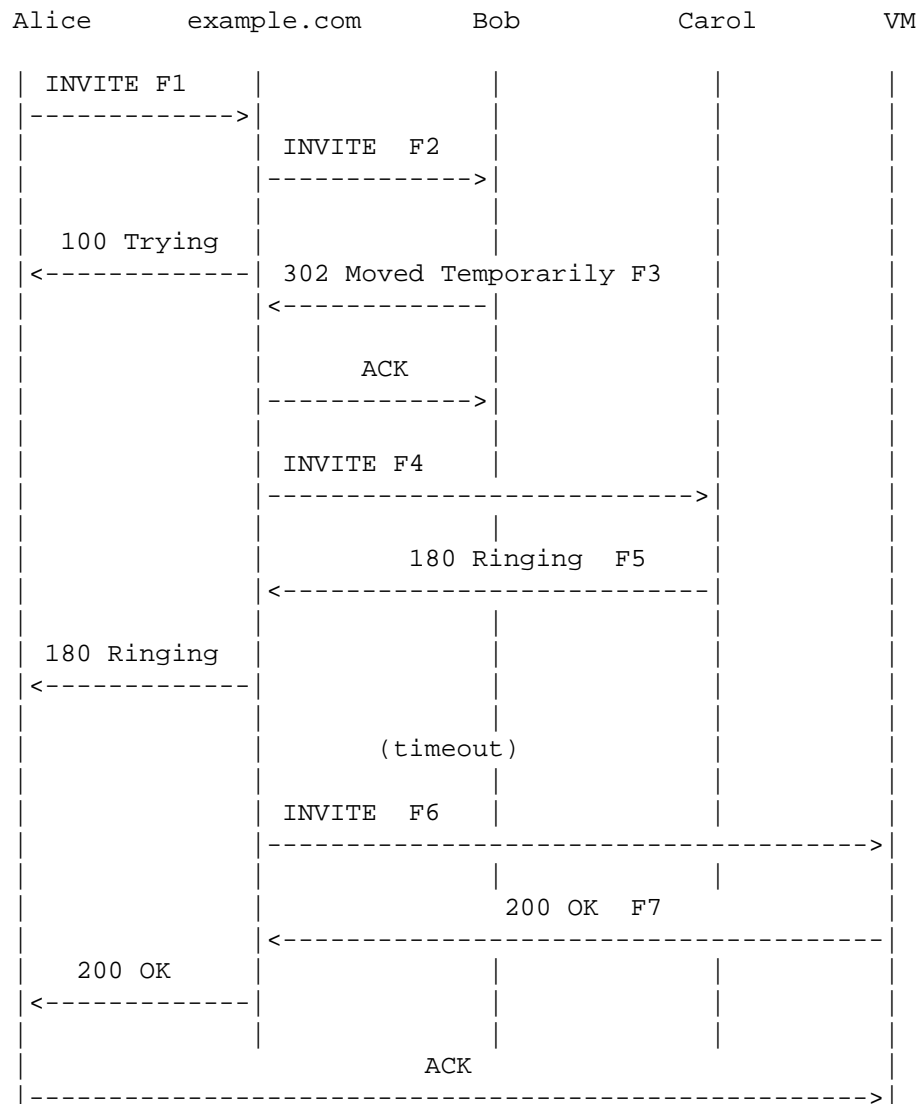 Alice example.com Bob Carol VM
INVITE F1
INVITE F2
100 Trying
302 Moved Temporarily F3
ACK
INVITE F4
180 Ringing F5
180 Ringing
(timeout)
INVITE F6
200 OK F7
200 OK
ACK